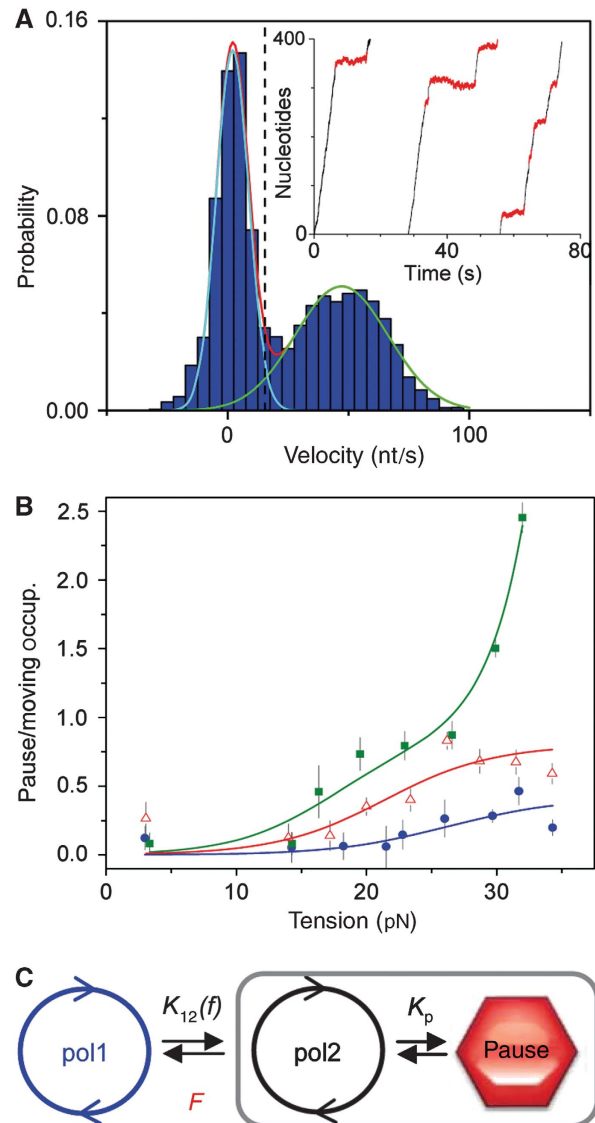 A
0.16
0.08
0.00
Probability
0
100
Velocity (nt/s)
400
200
0
Nucleotides
0
40
80
Time (s)
B
2.5
2.0
1.5
1.0
0.5
0.0
Pause/moving occup.
0
10
20
30
Tension (pN)
C
pol1
K12(f)
F
pol2
Kp
Pause